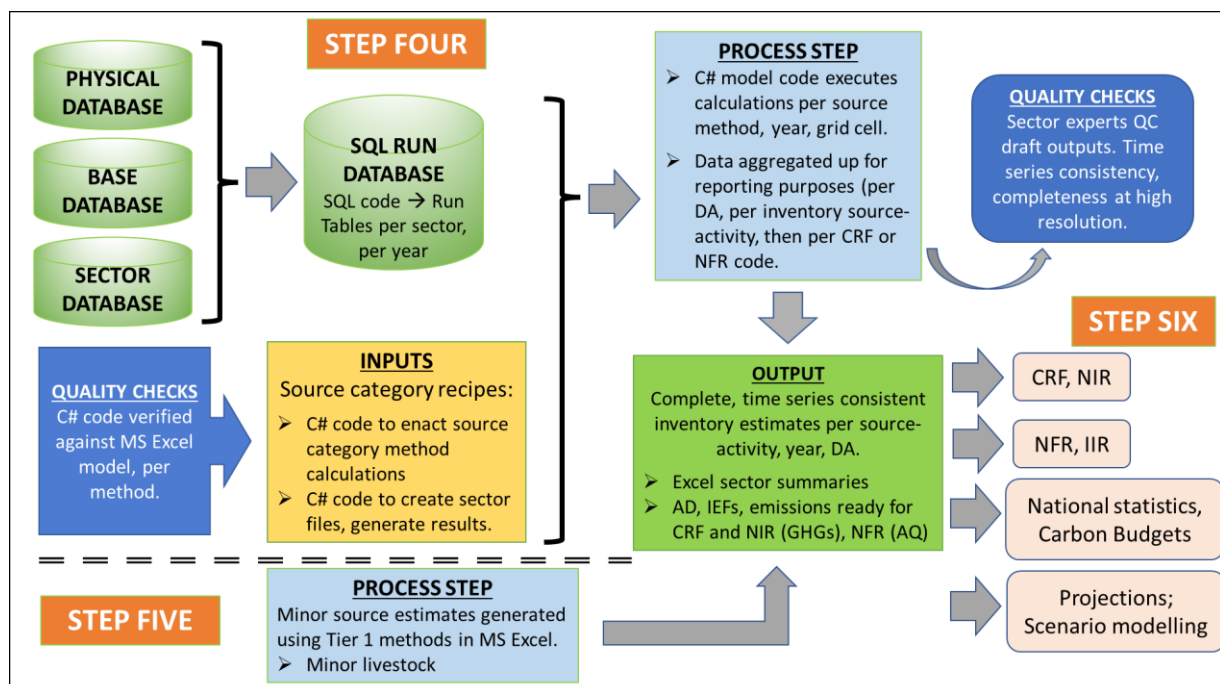 STEP FOUR
PHYSICAL
DATABASE
BASE
DATABASE
SECTOR
DATABASE
SQL RUN
DATABASE
SQL code → Run
Tables per sector,
per year
PROCESS STEP
➢ C# model code executes
calculations per source
method, year, grid cell.
➢ Data aggregated up for
reporting purposes (per
DA, per inventory source-
activity, then per CRF or
NFR code.
QUALITY CHECKS
Sector experts QC
draft outputs. Time
series consistency,
completeness at high
resolution.
QUALITY CHECKS
C# code verified
against MS Excel
model, per
method.
INPUTS
Source category recipes:
➢ C# code to enact source
category method
calculations
➢ C# code to create sector
files, generate results.
OUTPUT
Complete, time series consistent
inventory estimates per source-
activity, year, DA.
➢ Excel sector summaries
➢ AD, IEFs, emissions ready for
CRF and NIR (GHGs), NFR (AQ)
STEP SIX
CRF, NIR
NFR, IIR
National statistics,
Carbon Budgets
Projections;
Scenario modelling
STEP FIVE
PROCESS STEP
Minor source estimates generated
using Tier 1 methods in MS Excel.
➢ Minor livestock